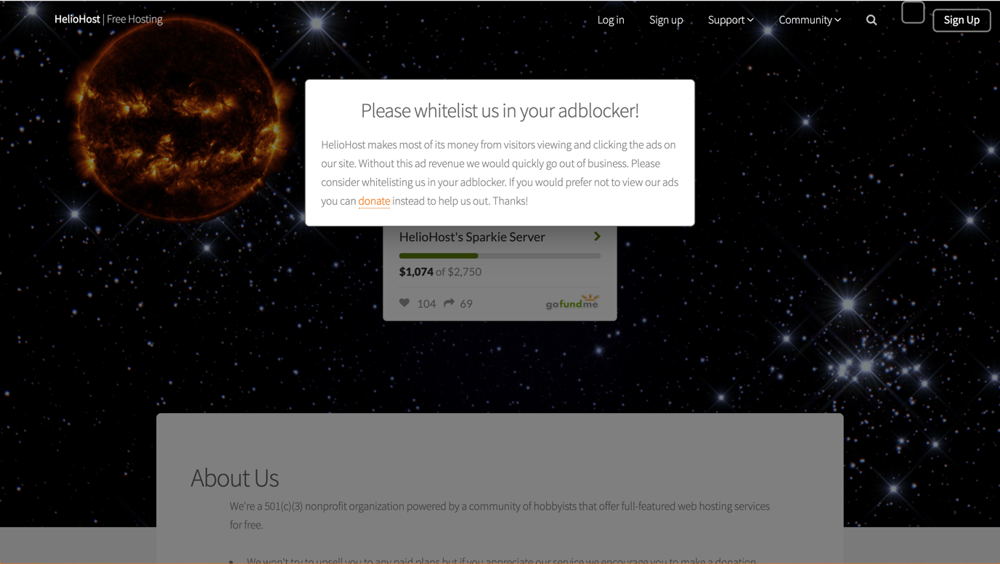 HelioHost | Free Hosting
Log in
Sign up
Support
Community
Sign Up
Please whitelist us in your adblocker!
HelioHost makes most of its money from visitors viewing and clicking the ads on
our site. Without this ad revenue we would quickly go out of business. Please
consider whitelisting us in your adblocker. If you would prefer not to view our ads
you can donate instead to help us out. Thanks!
HelioHost's Sparkie Server
$1,074 of $2,750
104 69 gofundme
About Us
We're a 501(c)(3) nonprofit organization powered by a community of hobbyists that offer full-featured web hosting services
for free.
We won't try to upsell you to any paid plans but if you appreciate our service we encourage you to make a donation